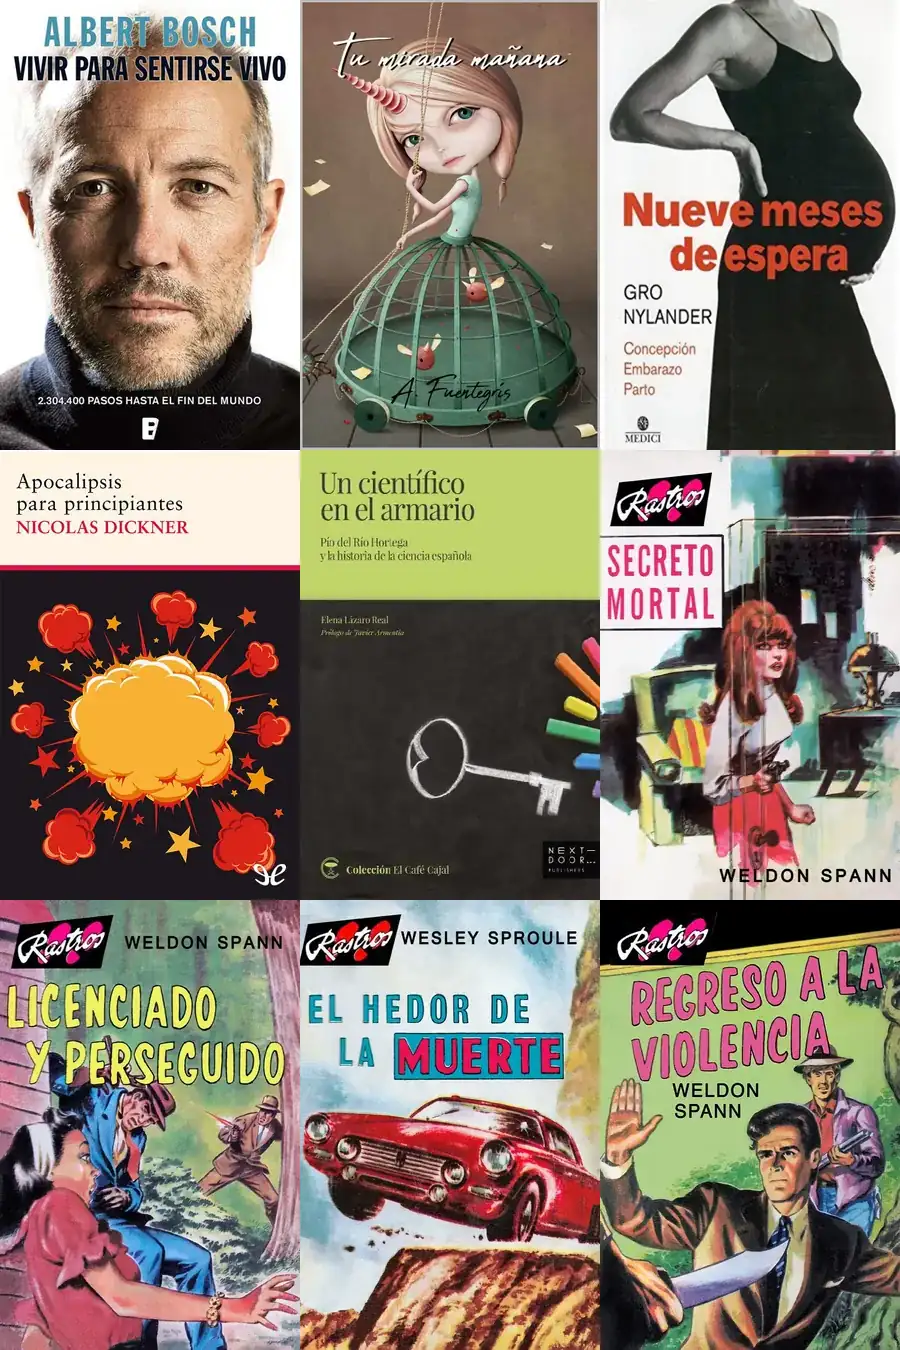 ALBERT BOSCH
VIVIR PARA SENTIRSE VIVO
2.304.400 PASOS HASTA EL FIN DEL MUNDO
B
Tu mirada mañana
A. Fuentegrís
Nueve meses
de espera
GRO
NYLANDER
Concepción
Embarazo
Parto
MEDICI
Apocalipsis
para principiantes
NICOLAS DICKNER
Un científico
en el armario
Pío del Río Hortega
y la historia de la ciencia española
Elena Lázaro Real
Prólogo de Javier Armentia
Colección El Café Cajal
NEXT—
DOOR...
PUBLISHERS
Rastros
SECRETO
MORTAL
WELDON SPANN
Rastros
WELDON SPANN
LICENCIADO
Y PERSEGUIDO
Rastros
WESLEY SPROULE
EL HEDOR DE
LA MUERTE
Rastros
REGRESO A LA
VIOLENCIA
WELDON
SPANN